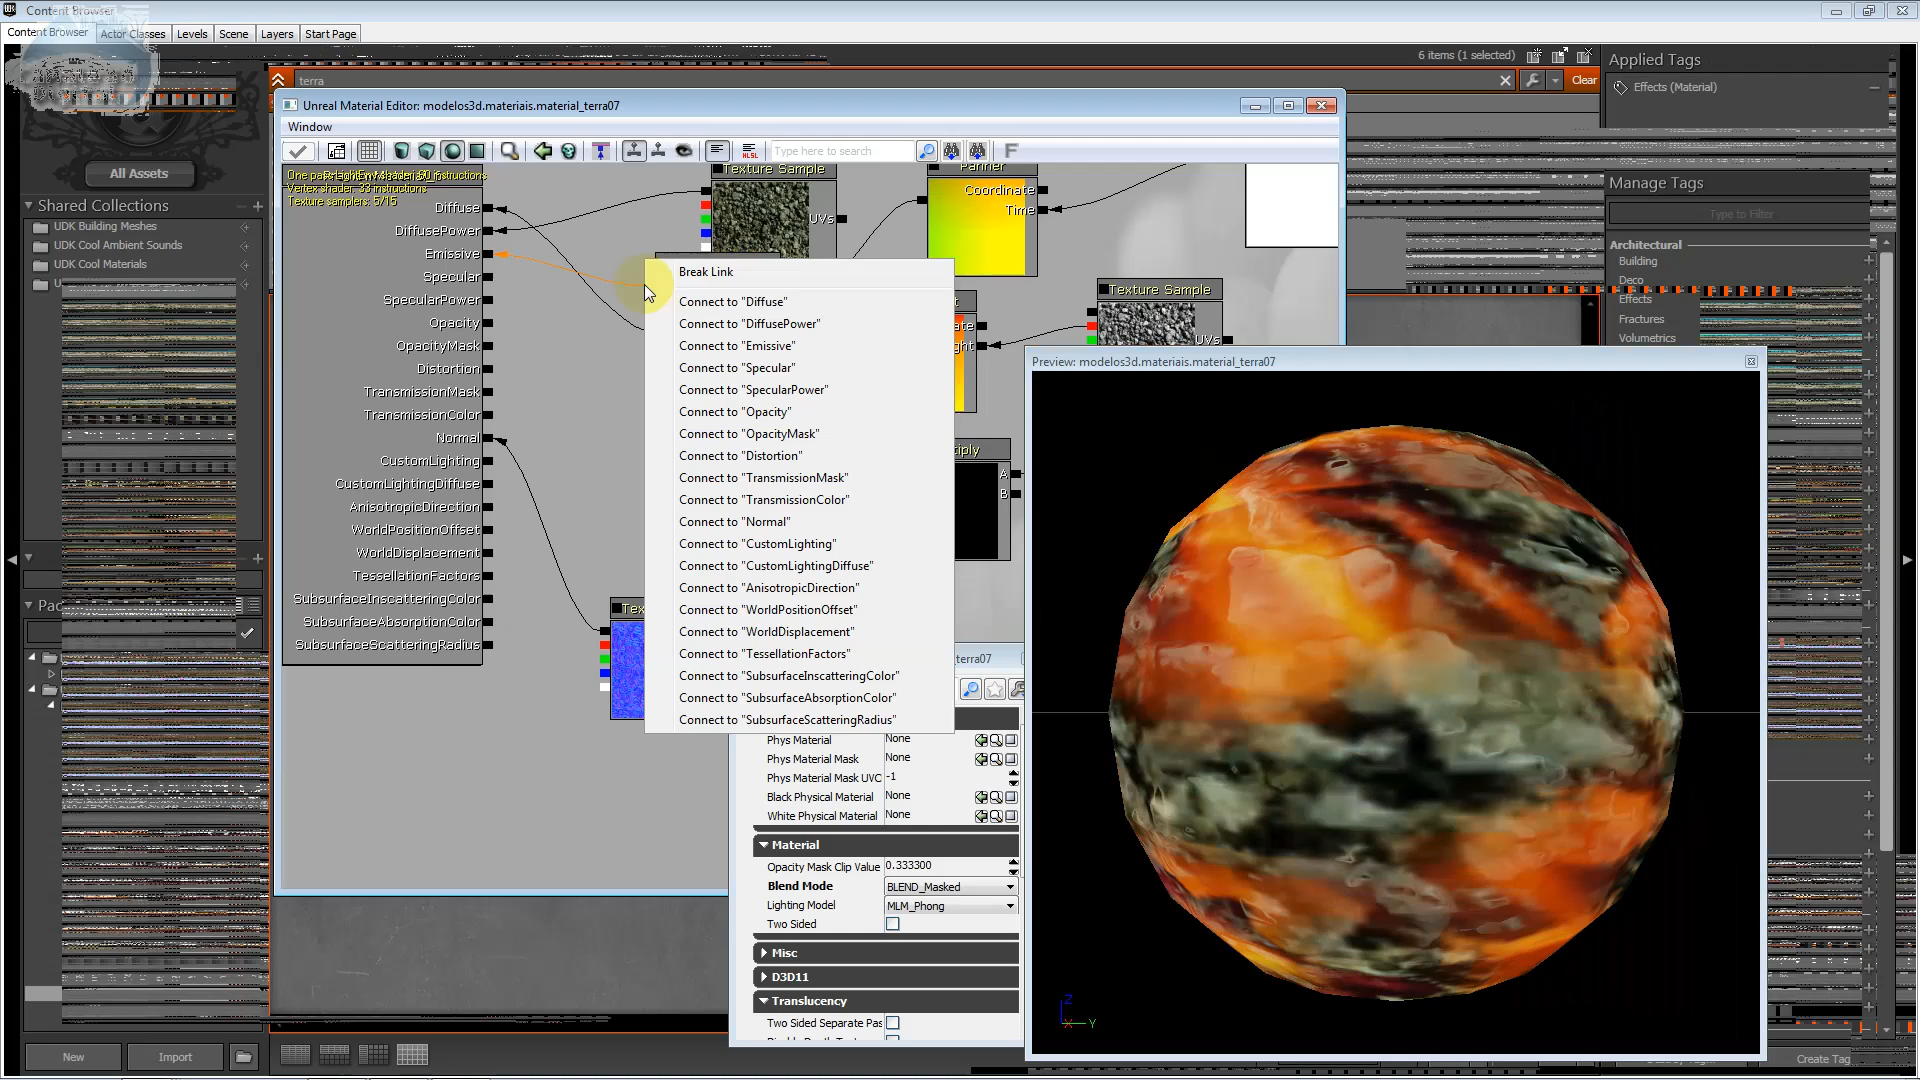 Content Browser
Content Browser
Actor Classes
Levels
Scene
Layers
Start Page
6 items (1 selected)
terra
Clear
Applied Tags
Effects (Material)
Manage Tags
Type to Filter
Architectural
Building
Deco
Effects
Fractures
Volumetrics
All Assets
Shared Collections
UDK Building Meshes
UDK Cool Ambient Sounds
UDK Cool Materials
U
Pac
New
Import
Unreal Material Editor: modelos3d.materiais.material_terra07
Window
Type here to search
Vertex shader: 33 instructions
Texture samplers: 5/15
Diffuse
DiffusePower
Emissive
Specular
SpecularPower
Opacity
OpacityMask
Distortion
TransmissionMask
TransmissionColor
Normal
CustomLighting
CustomLightingDiffuse
AnisotropicDirection
WorldPositionOffset
WorldDisplacement
TessellationFactors
SubsurfaceInscatteringColor
SubsurfaceAbsorptionColor
SubsurfaceScatteringRadius
Texture Sample
UVs
Panner
Coordinate
Time
Texture Sample
UVs
A
B
Tex
Break Link
Connect to "Diffuse"
Connect to "DiffusePower"
Connect to "Emissive"
Connect to "Specular"
Connect to "SpecularPower"
Connect to "Opacity"
Connect to "OpacityMask"
Connect to "Distortion"
Connect to "TransmissionMask"
Connect to "TransmissionColor"
Connect to "Normal"
Connect to "CustomLighting"
Connect to "CustomLightingDiffuse"
Connect to "AnisotropicDirection"
Connect to "WorldPositionOffset"
Connect to "WorldDisplacement"
Connect to "TessellationFactors"
Connect to "SubsurfaceInscatteringColor"
Connect to "SubsurfaceAbsorptionColor"
Connect to "SubsurfaceScatteringRadius"
_terra07
Phys Material None
Phys Material Mask None
Phys Material Mask UVC -1
Black Physical Material None
White Physical Material None
Material
Opacity Mask Clip Value 0.333300
Blend Mode BLEND_Masked
Lighting Model MLM_Phong
Two Sided
Misc
D3D11
Translucency
Two Sided Separate Pas
Preview: modelos3d.materiais.material_terra07
Z
X
Y
Create Tag